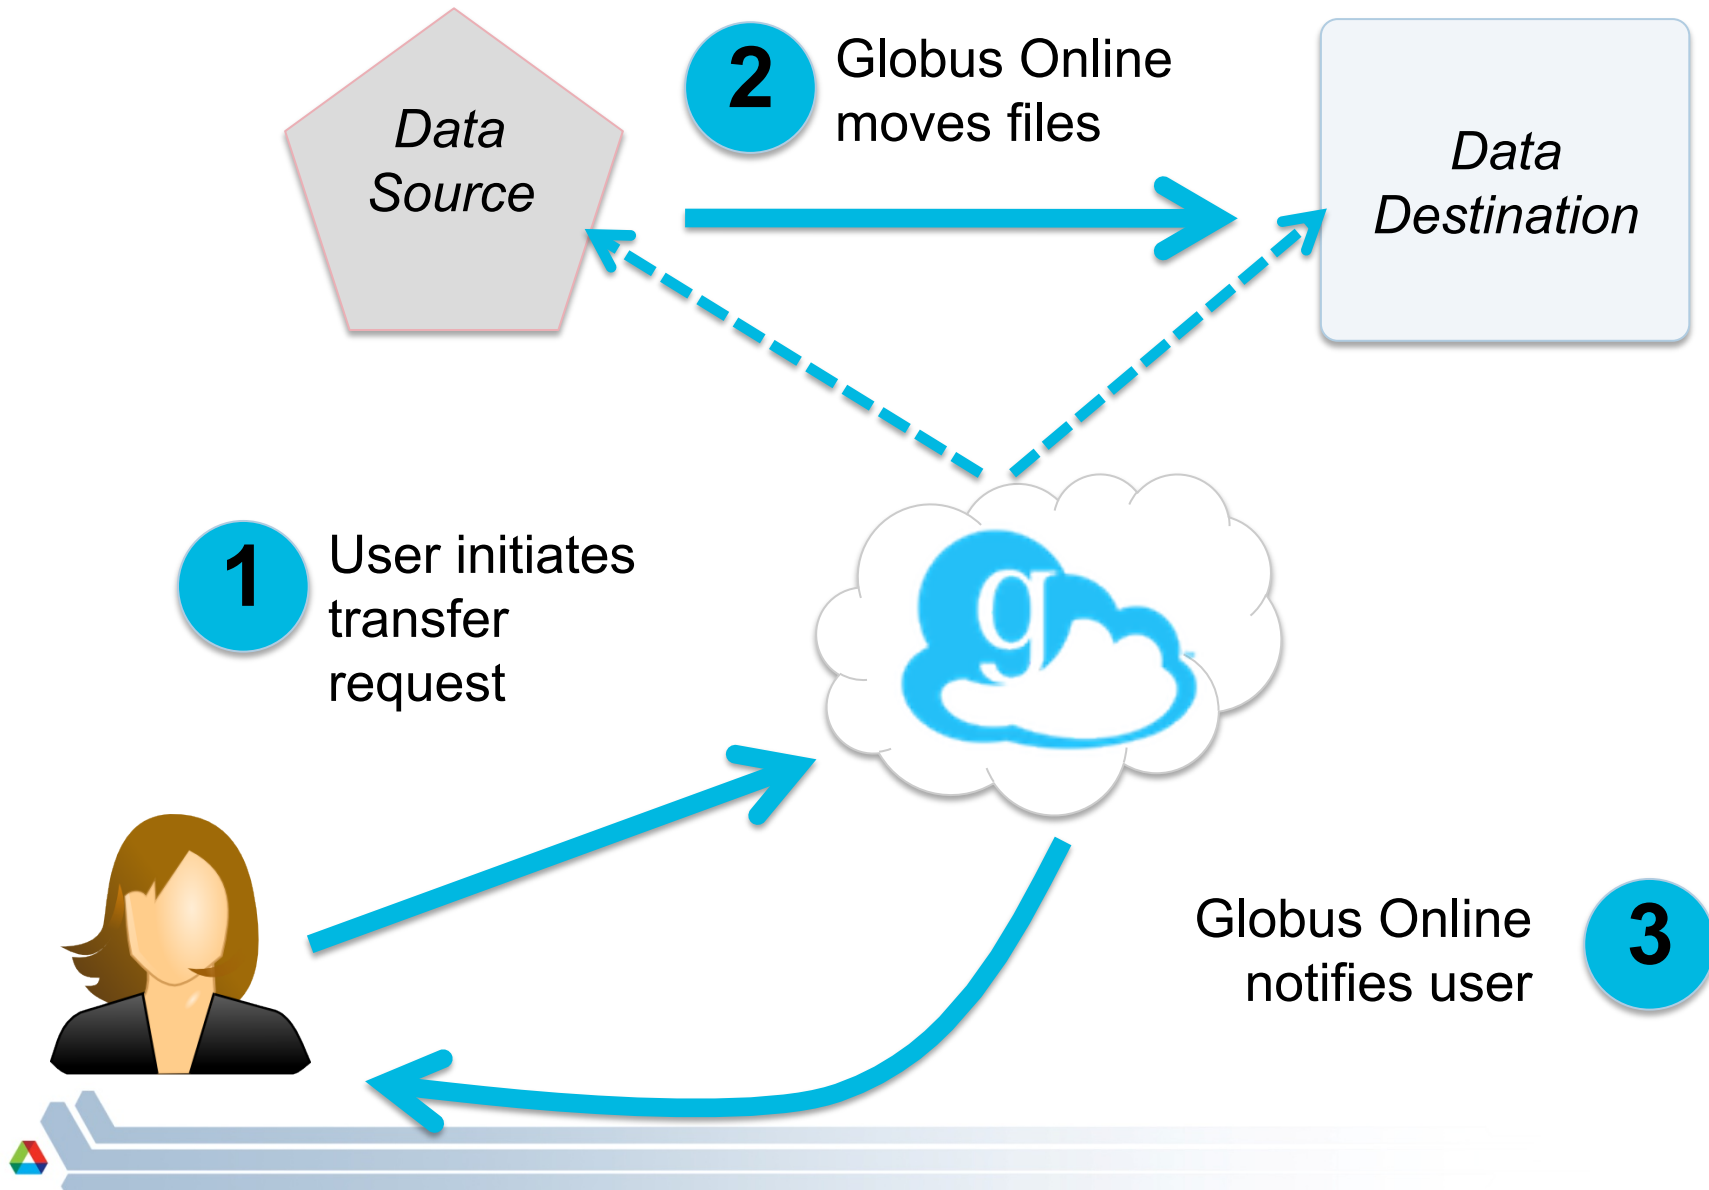 Data
Source
2
Globus Online
moves files
Data
Destination
1
User initiates
transfer
request
g
Globus Online
notifies user
3